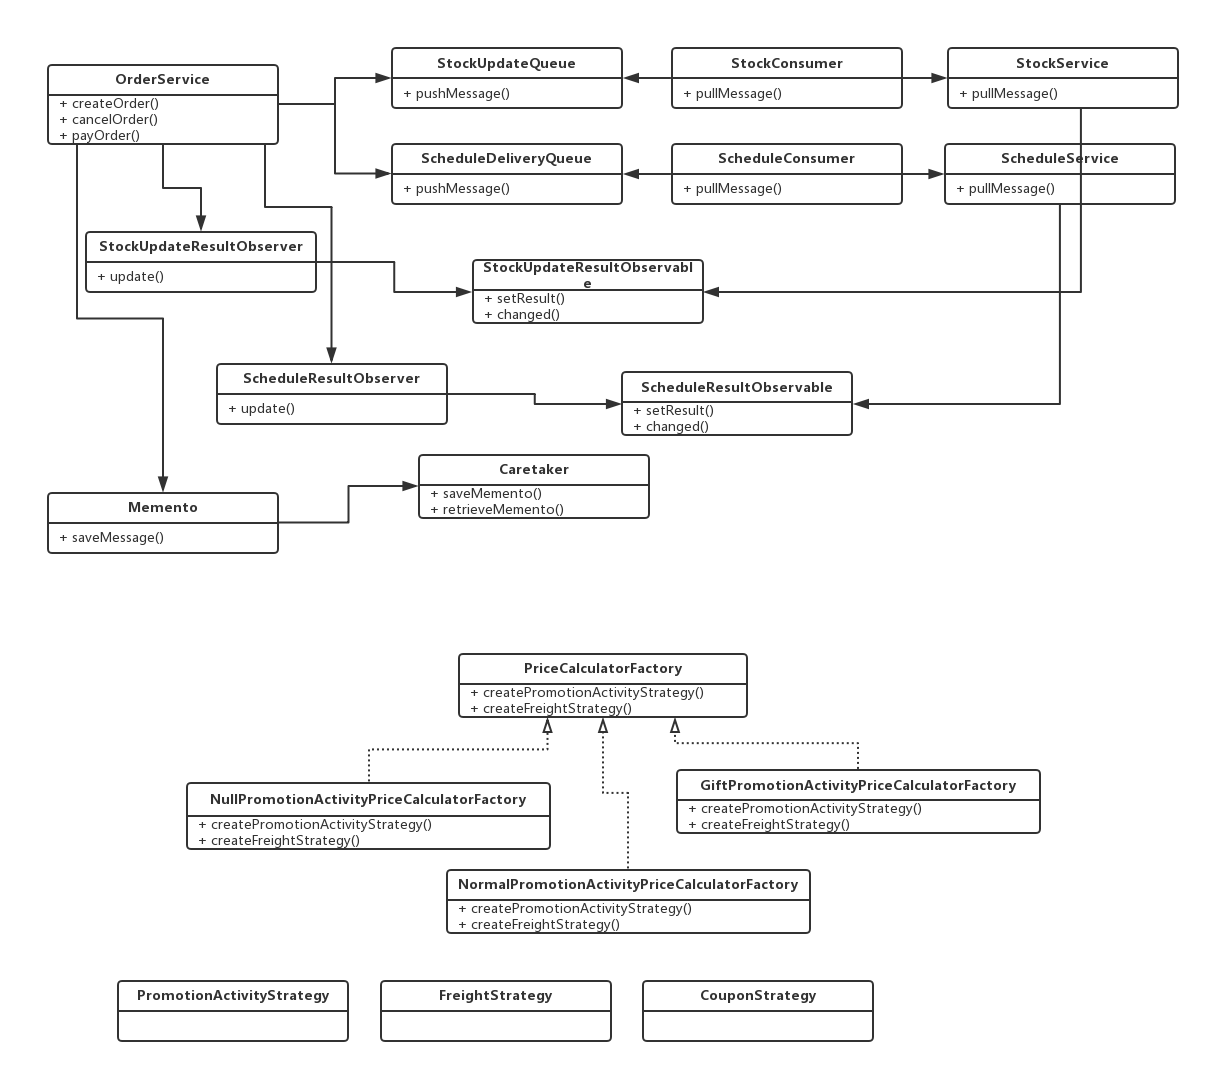 OrderService
+ createOrder()
+ cancelOrder()
+ payOrder()
StockUpdateQueue
+ pushMessage()
StockConsumer
+ pullMessage()
StockService
+ pullMessage()
ScheduleDeliveryQueue
+ pushMessage()
ScheduleConsumer
+ pullMessage()
ScheduleService
+ pullMessage()
StockUpdateResultObserver
+ update()
StockUpdateResultObservabl
e
+ setResult()
+ changed()
ScheduleResultObserver
+ update()
ScheduleResultObservable
+ setResult()
+ changed()
Caretaker
+ saveMemento()
+ retrieveMemento()
Memento
+ saveMessage()
PriceCalculatorFactory
+ createPromotionActivityStrategy()
+ createFreightStrategy()
NullPromotionActivityPriceCalculatorFactory
+ createPromotionActivityStrategy()
+ createFreightStrategy()
GiftPromotionActivityPriceCalculatorFactory
+ createPromotionActivityStrategy()
+ createFreightStrategy()
NormalPromotionActivityPriceCalculatorFactory
+ createPromotionActivityStrategy()
+ createFreightStrategy()
PromotionActivityStrategy
FreightStrategy
CouponStrategy